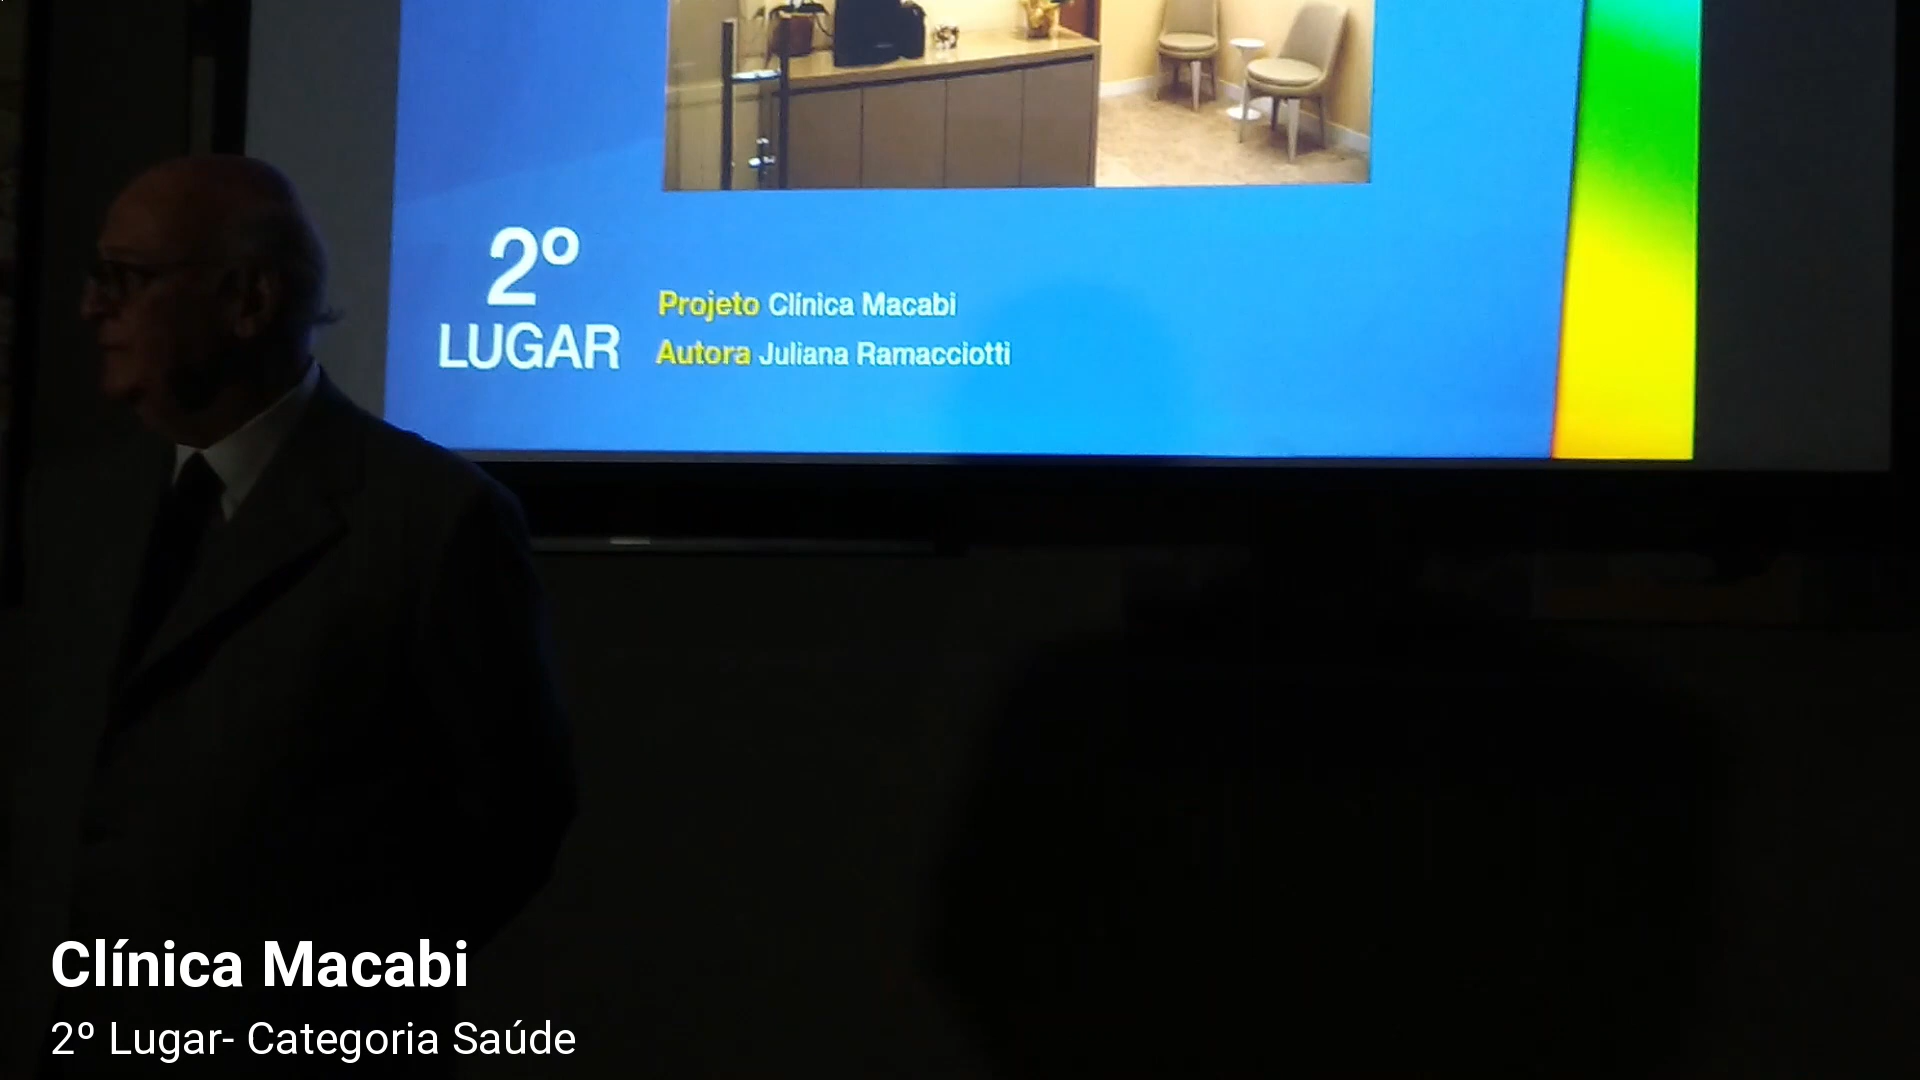 2º
LUGAR
Projeto Clínica Macabi
Autora Juliana Ramacciotti
Clínica Macabi
2º Lugar- Categoria Saúde